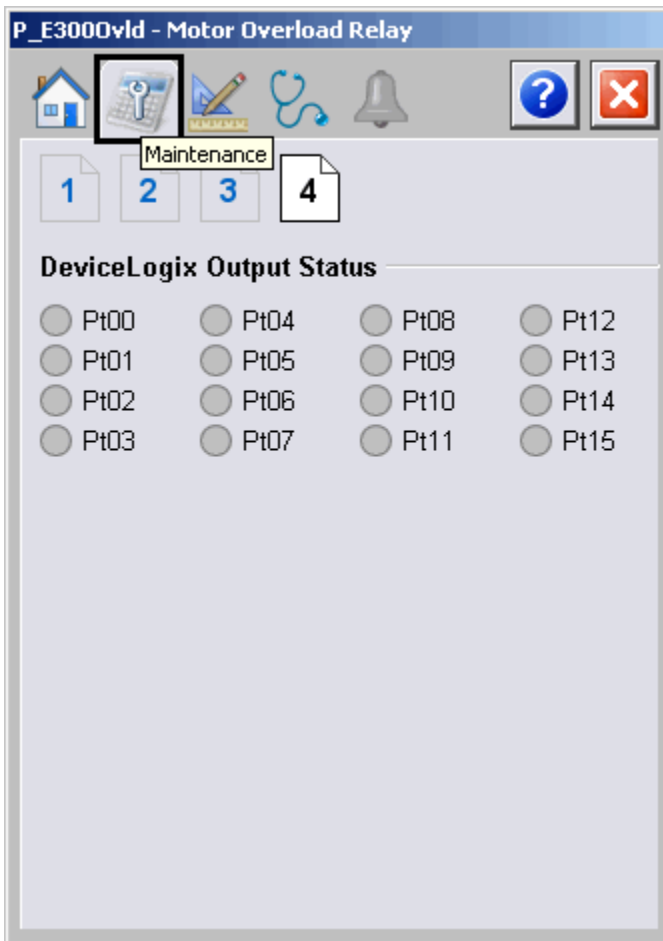 P_E300Ovld - Motor Overload Relay
?
Maintenance
1 2 3 4
DeviceLogix Output Status
Pt00 Pt04 Pt08 Pt12
Pt01 Pt05 Pt09 Pt13
Pt02 Pt06 Pt10 Pt14
Pt03 Pt07 Pt11 Pt15